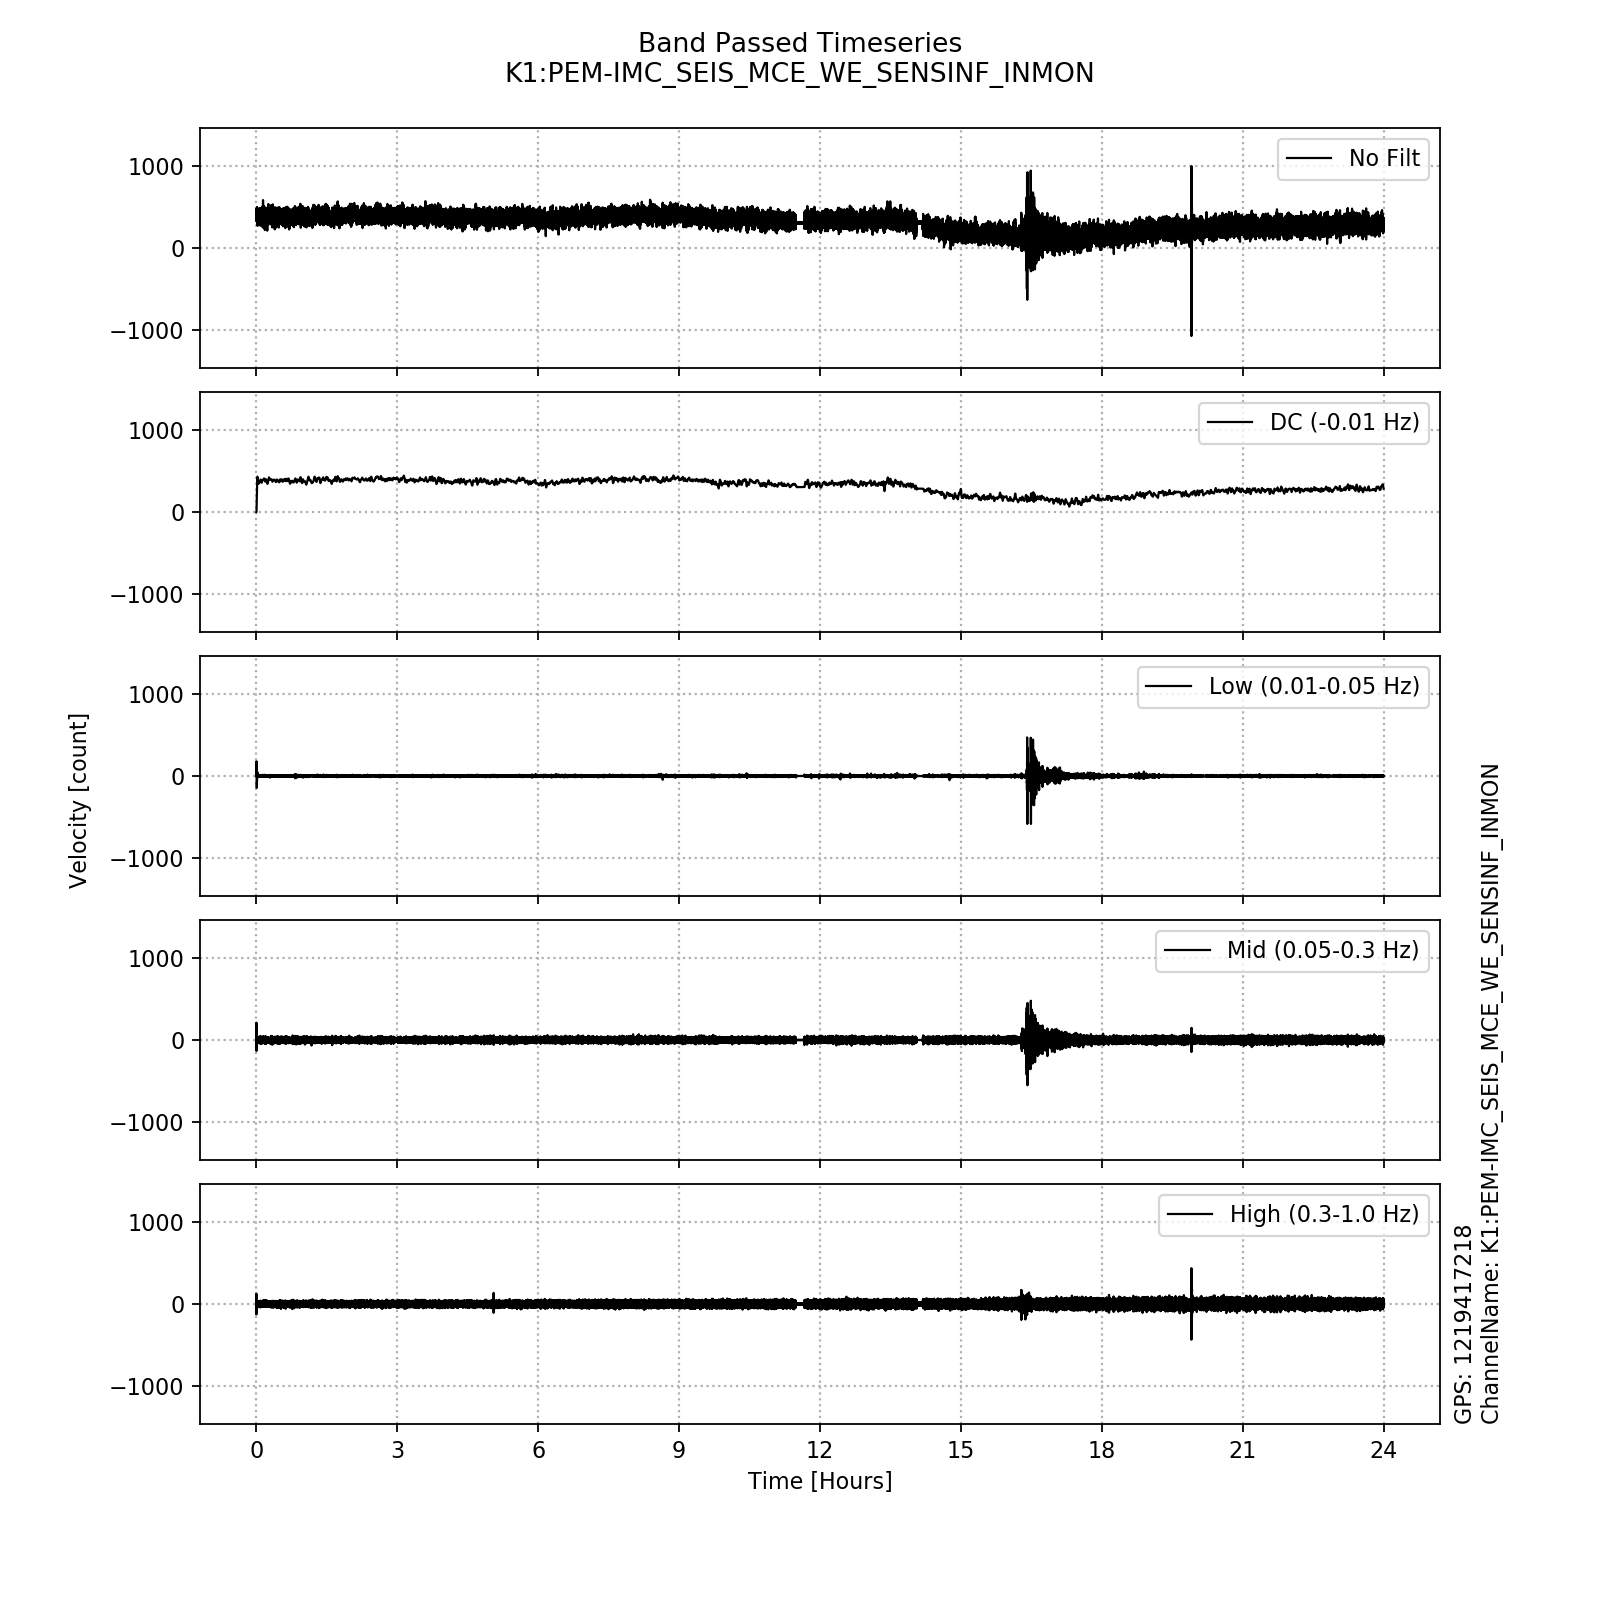 Band Passed Timeseries
K1:PEM-IMC_SEIS_MCE_WE_SENSINF_INMON
1000
0
−1000
No Filt
1000
0
−1000
DC (-0.01 Hz)
1000
0
−1000
Low (0.01-0.05 Hz)
Velocity [count]
1000
0
−1000
Mid (0.05-0.3 Hz)
1000
0
−1000
High (0.3-1.0 Hz)
0 3 6 9 12 15 18 21 24
Time [Hours]
GPS: 1219417218
ChannelName: K1:PEM-IMC_SEIS_MCE_WE_SENSINF_INMON